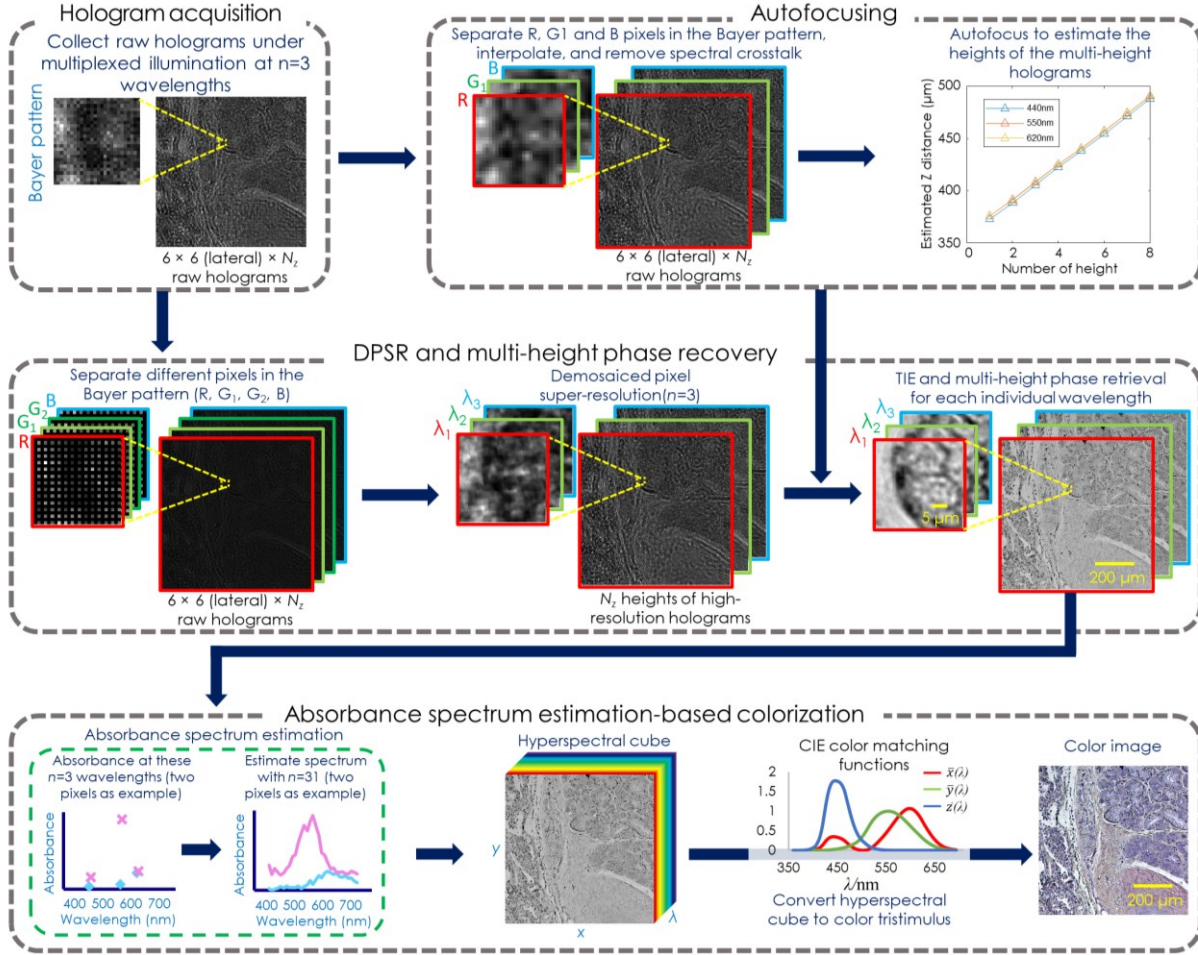 Hologram acquisition
Collect raw holograms under
multiplexed illumination at n=3
wavelengths
Bayer pattern
6 × 6 (lateral) × Nz
raw holograms
Autofocusing
Separate R, G1 and B pixels in the Bayer pattern,
interpolate, and remove spectral crosstalk
B
G1
R
6 × 6 (lateral) × Nz
raw holograms
Autofocus to estimate the
heights of the multi-height
holograms
Estimated Z distance (µm)
500
450
400
350
440nm
550nm
620nm
0 2 4 6 8
Number of height
DPSR and multi-height phase recovery
Separate different pixels in the
Bayer pattern (R, G1, G2, B)
B
G2
G1
R
6 × 6 (lateral) × Nz
raw holograms
Demosaiced pixel
super-resolution(n=3)
λ3
λ2
λ1
Nz heights of high-
resolution holograms
TIE and multi-height phase retrieval
for each individual wavelength
λ3
λ2
λ1
5 µm
200 µm
Absorbance spectrum estimation-based colorization
Absorbance spectrum estimation
Absorbance at these
n=3 wavelengths (two
pixels as example)
Absorbance
400 500 600 700
Wavelength (nm)
Estimate spectrum
with n=31 (two
pixels as example)
Absorbance
400 500 600 700
Wavelength (nm)
Hyperspectral cube
y
x
λ
CIE color matching
functions
2
1.5
1
0.5
0
x̄(λ)
ȳ(λ)
z(λ)
350 450 550 650
λ/nm
Convert hyperspectral
cube to color tristimulus
Color image
200 µm